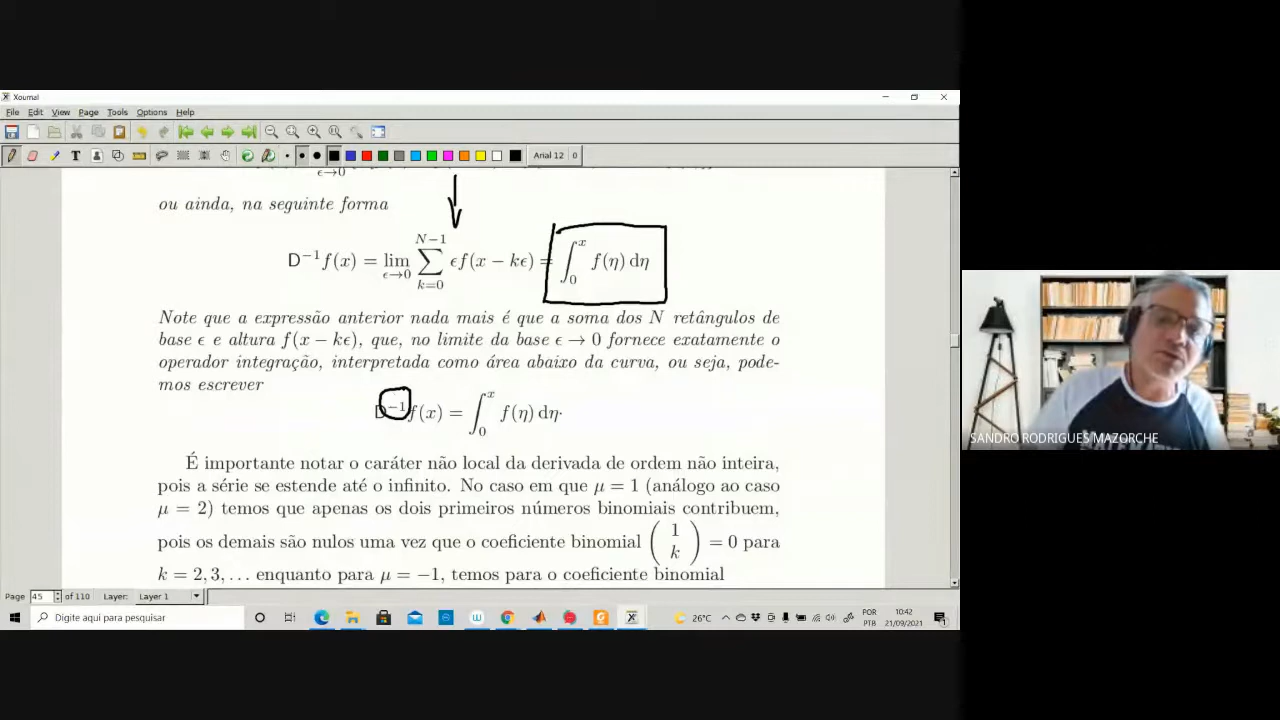 Xournal
File Edit View Page Tools Options Help
Arial 12 0
ϵ→0
ou ainda, na seguinte forma
D⁻¹f(x) = lim_{ϵ→0} ∑_{k=0}^{N−1} ϵf(x − kϵ) = ∫_0^x f(η) dη
Note que a expressão anterior nada mais é que a soma dos N retângulos de
base ϵ e altura f(x − kϵ), que, no limite da base ϵ → 0 fornece exatamente o
operador integração, interpretada como área abaixo da curva, ou seja, pode-
mos escrever
D⁻¹f(x) = ∫_0^x f(η) dη·
É importante notar o caráter não local da derivada de ordem não inteira,
pois a série se estende até o infinito. No caso em que μ = 1 (análogo ao caso
μ = 2) temos que apenas os dois primeiros números binomiais contribuem,
pois os demais são nulos uma vez que o coeficiente binomial (1 k) = 0 para
k = 2, 3, . . . enquanto para μ = −1, temos para o coeficiente binomial
Page 45 of 110 Layer: Layer 1
Digite aqui para pesquisar
26°C
POR
PTB
10:42
21/09/2021
SANDRO RODRIGUES MAZORCHE